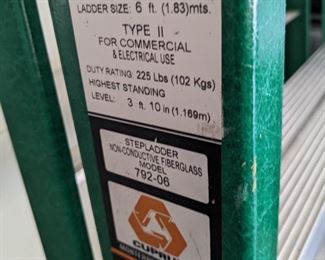 LADDER SIZE: 6 ft. (1.83)mts.
TYPE II
FOR COMMERCIAL
& ELECTRICAL USE
DUTY RATING: 225 Lbs (102 Kgs)
HIGHEST STANDING
LEVEL: 3 ft. 10 in (1.169m)
STEPLADDER
NON-CONDUCTIVE FIBERGLASS
MODEL
792-06
CUPRUM